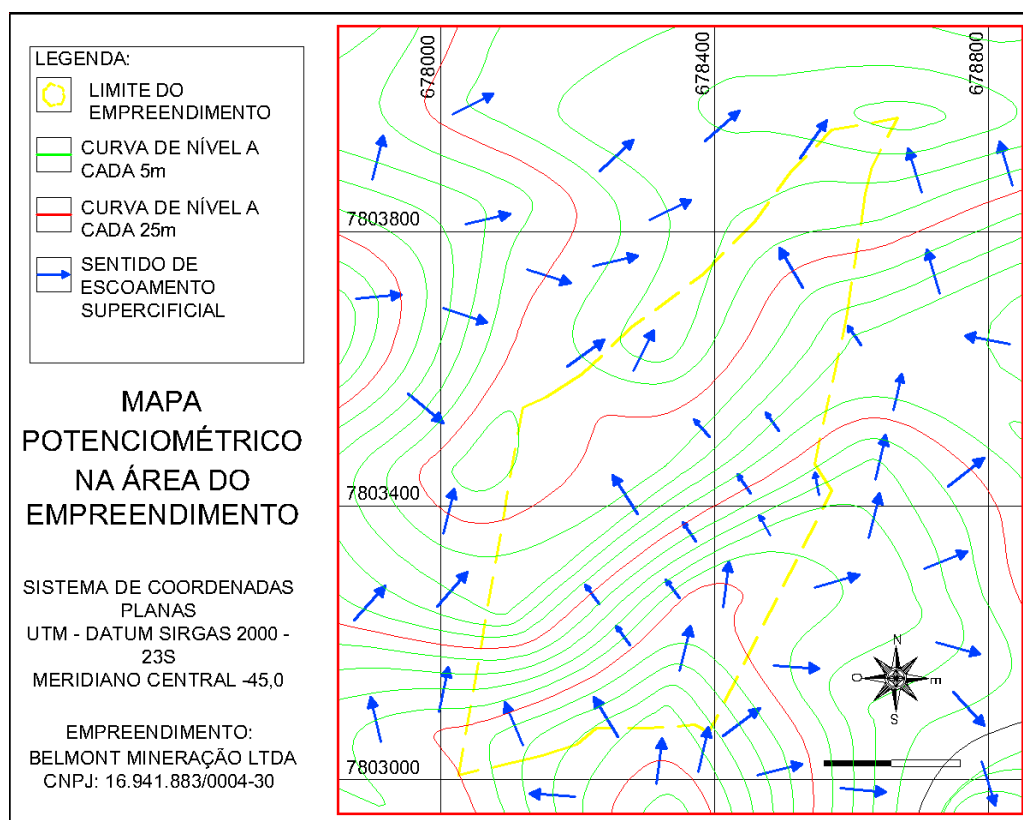 LEGENDA:
LIMITE DO
EMPREENDIMENTO
CURVA DE NÍVEL A
CADA 5m
CURVA DE NÍVEL A
CADA 25m
SENTIDO DE
ESCOAMENTO
SUPERCIFICIAL
MAPA
POTENCIOMÉTRICO
NA ÁREA DO
EMPREENDIMENTO
SISTEMA DE COORDENADAS
PLANAS
UTM - DATUM SIRGAS 2000 -
23S
MERIDIANO CENTRAL -45,0
EMPREENDIMENTO:
BELMONT MINERAÇÃO LTDA
CNPJ: 16.941.883/0004-30
678000
678400
678800
7803800
7803400
7803000
N
O
m
S